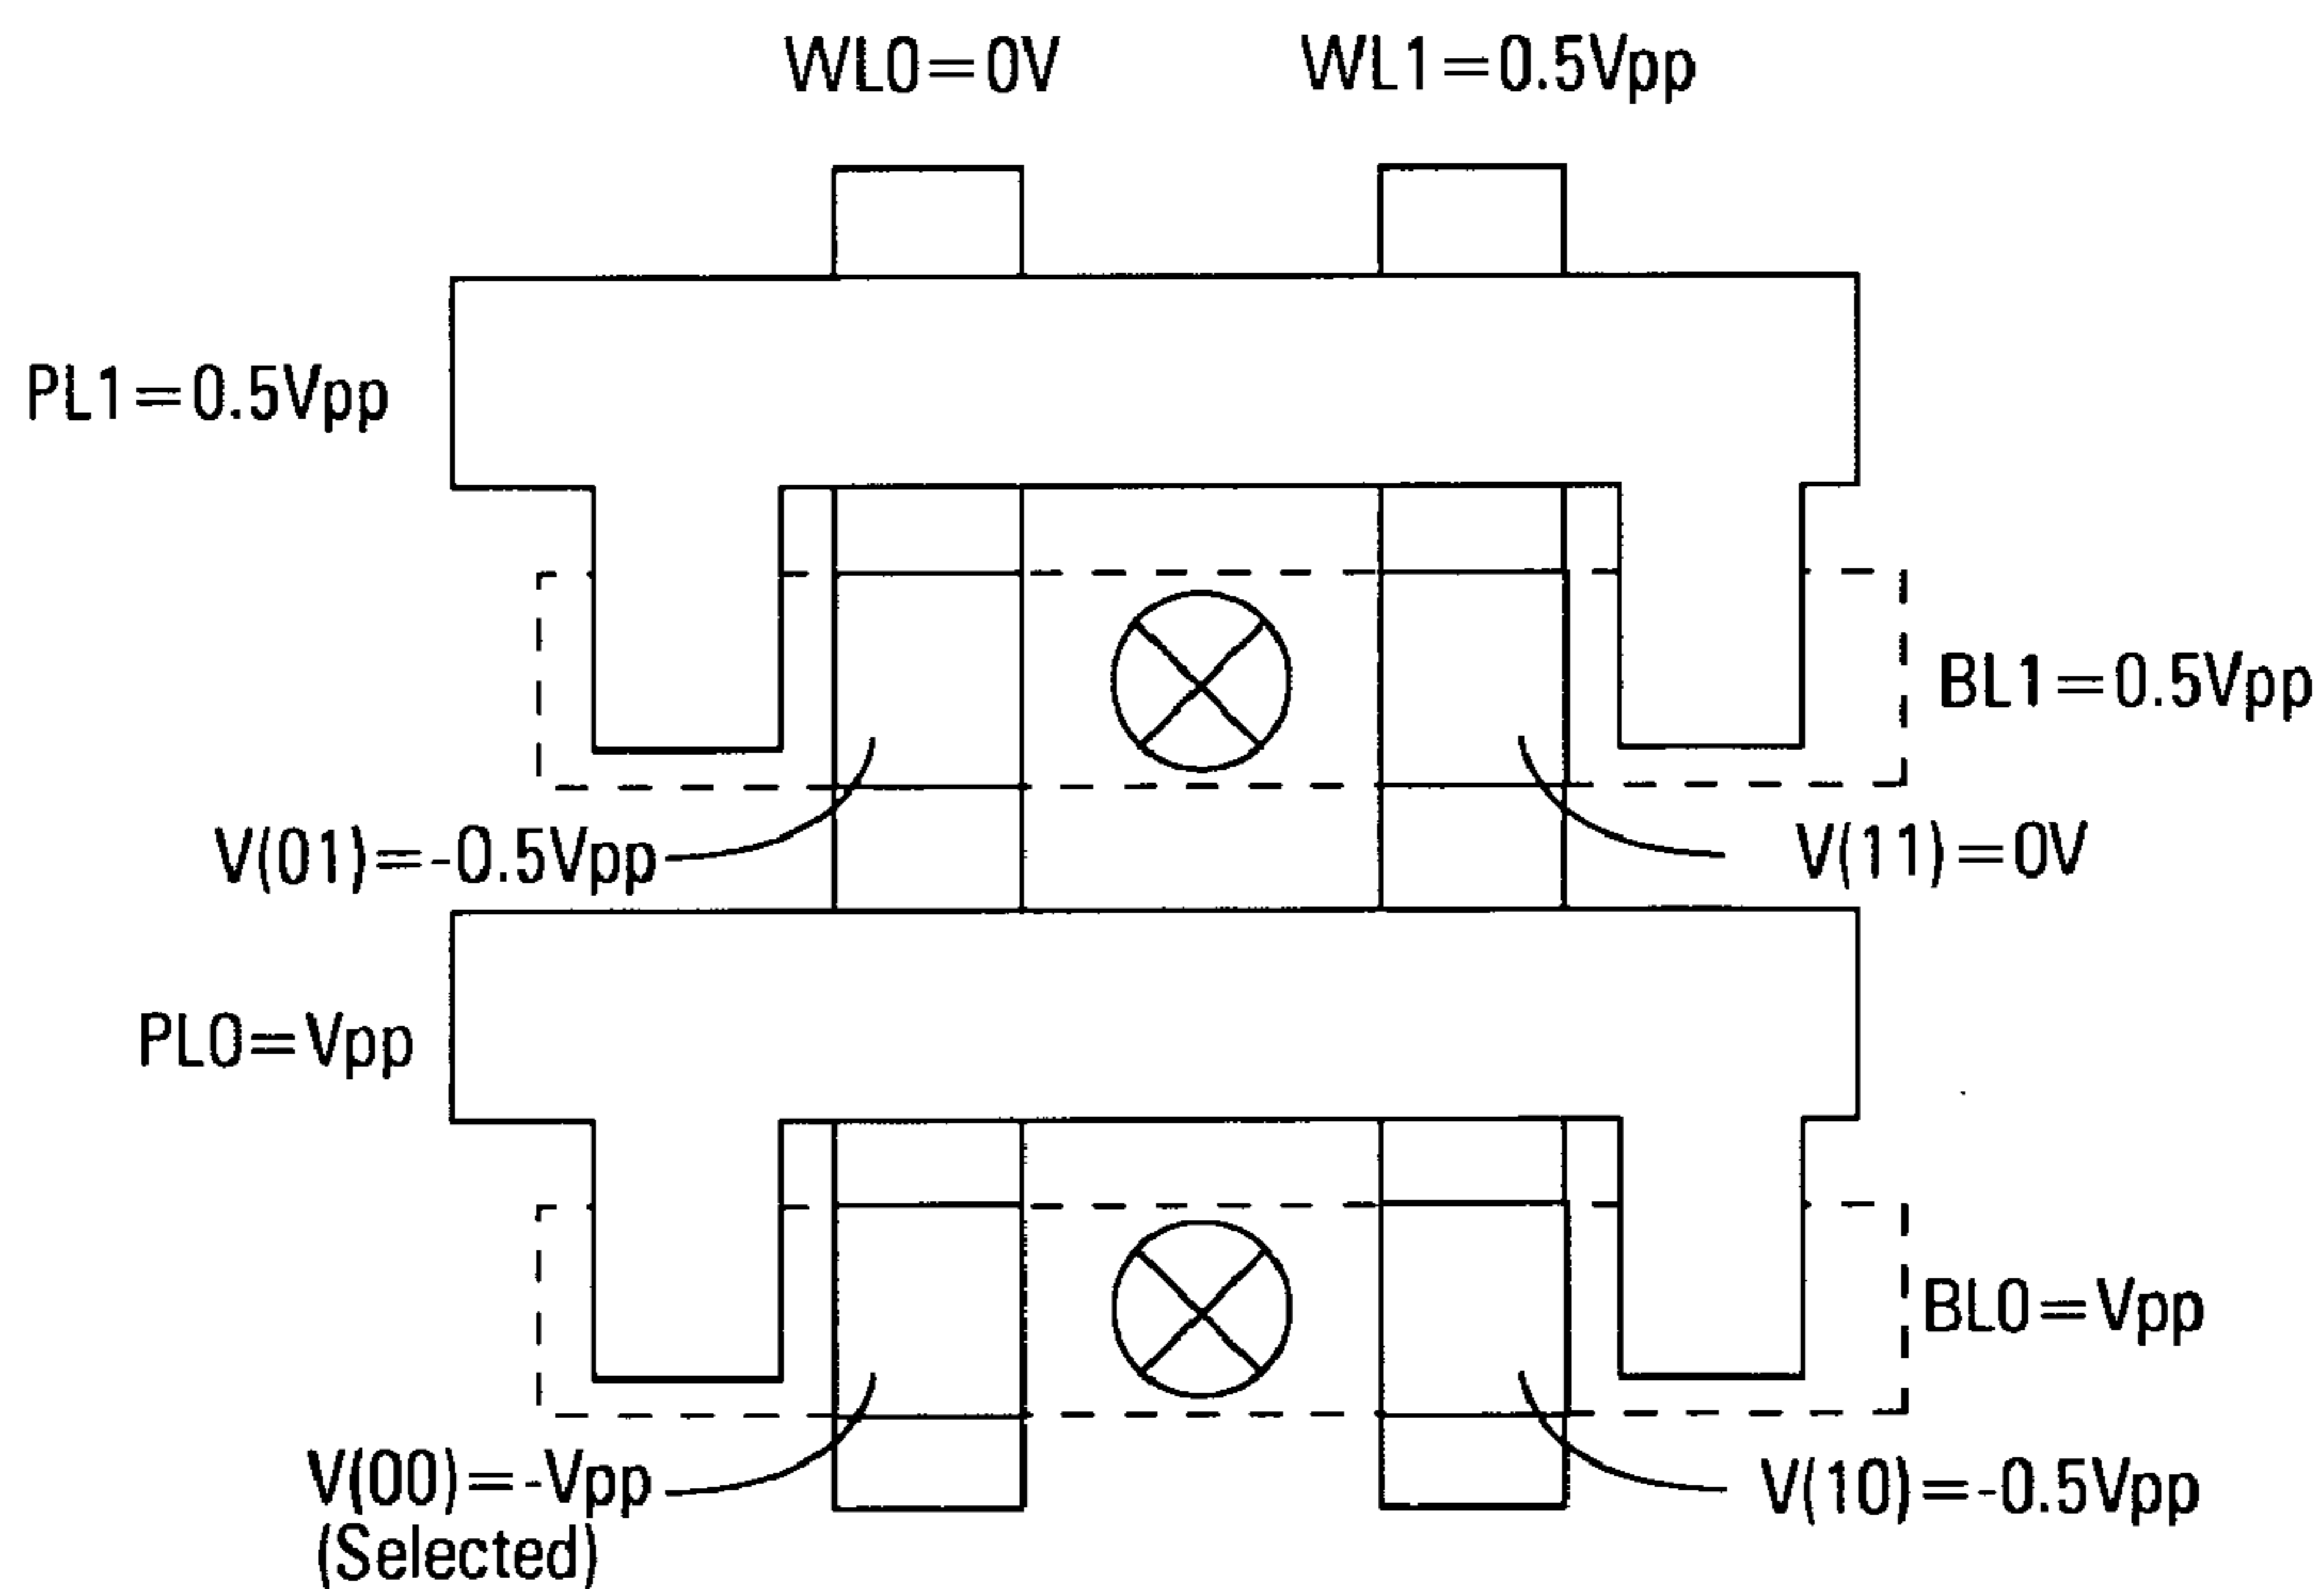 WL0=0V
WL1=0.5Vpp
PL1=0.5Vpp
BL1=0.5Vpp
V(01)=-0.5Vpp
V(11)=0V
PL0=Vpp
BL0=Vpp
V(00)=-Vpp
(Selected)
V(10)=-0.5Vpp